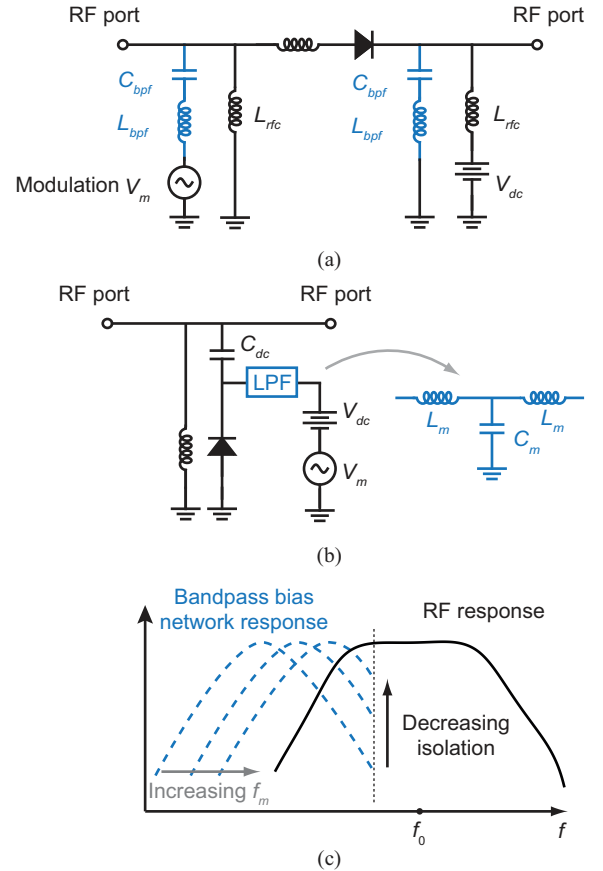 RF port
RF port
C_bpf
L_bpf
L_rfc
C_bpf
L_bpf
L_rfc
Modulation V_m
V_dc
(a)
RF port
RF port
C_dc
LPF
V_dc
V_m
L_m
L_m
C_m
(b)
Bandpass bias
network response
RF response
Decreasing
isolation
Increasing f_m
f_0
f
(c)